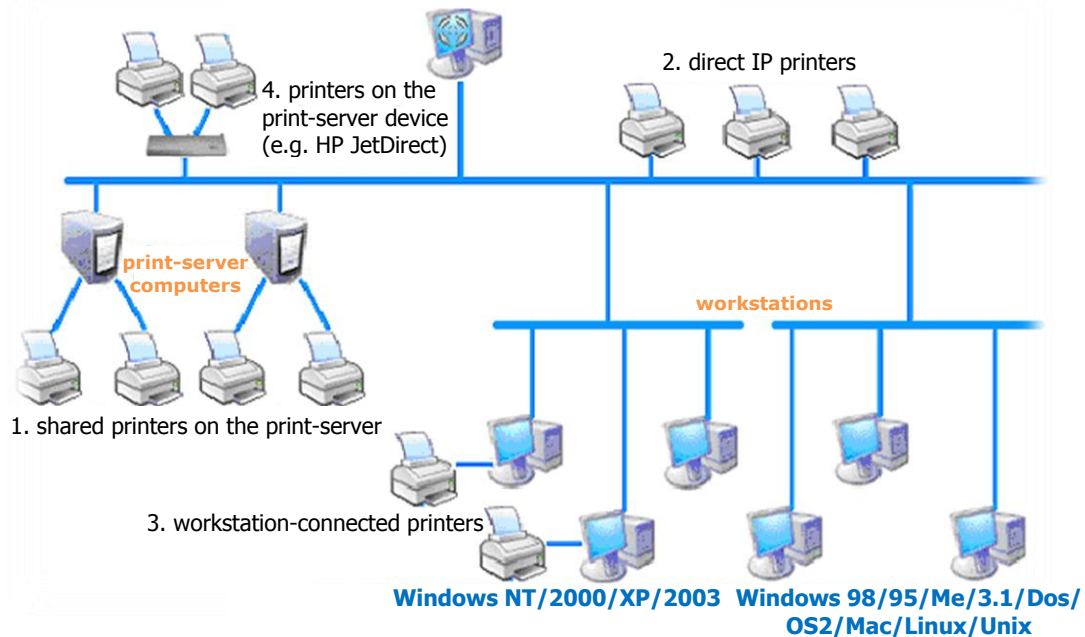 4. printers on the
print-server device
(e.g. HP JetDirect)
2. direct IP printers
print-server
computers
workstations
1. shared printers on the print-server
3. workstation-connected printers
Windows NT/2000/XP/2003
Windows 98/95/Me/3.1/Dos/
OS2/Mac/Linux/Unix